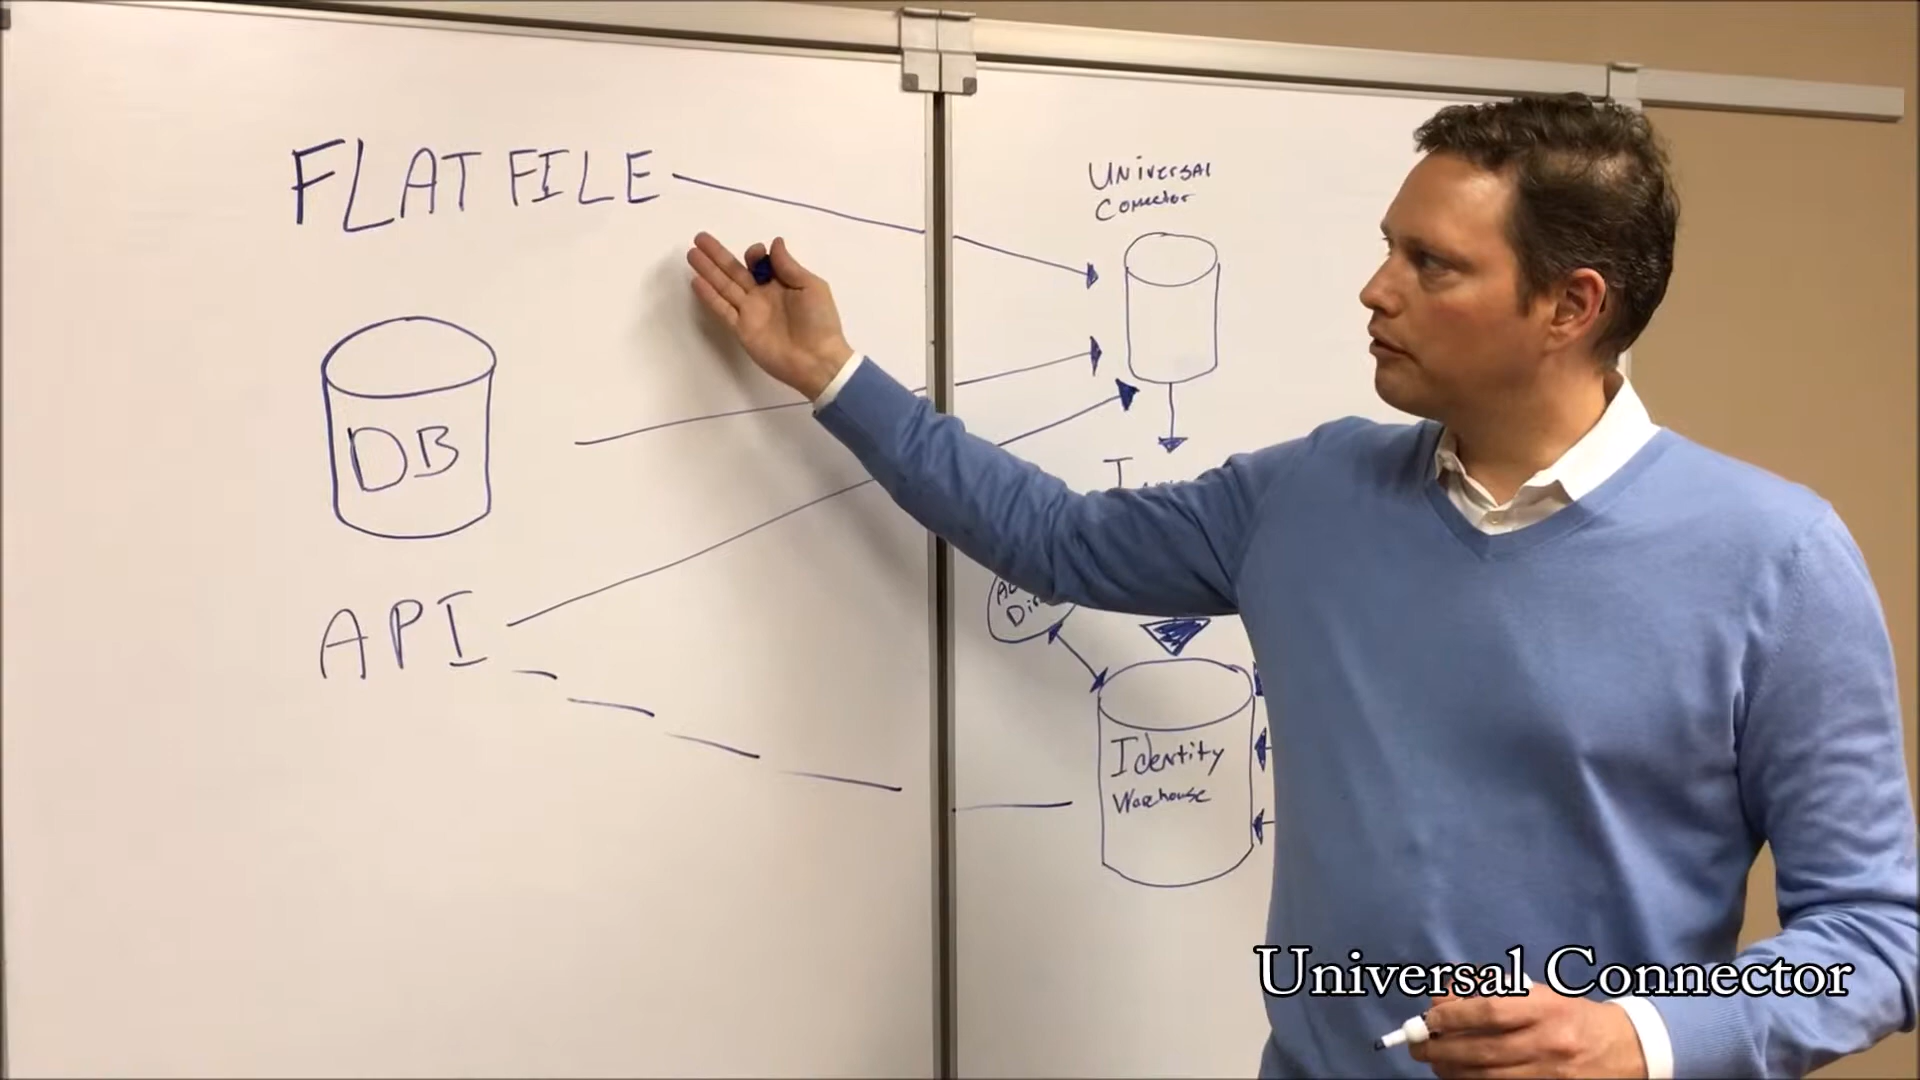 FLAT FILE
UNIVERSAL
Connector
DB
API
Identity
Warehouse
Universal Connector